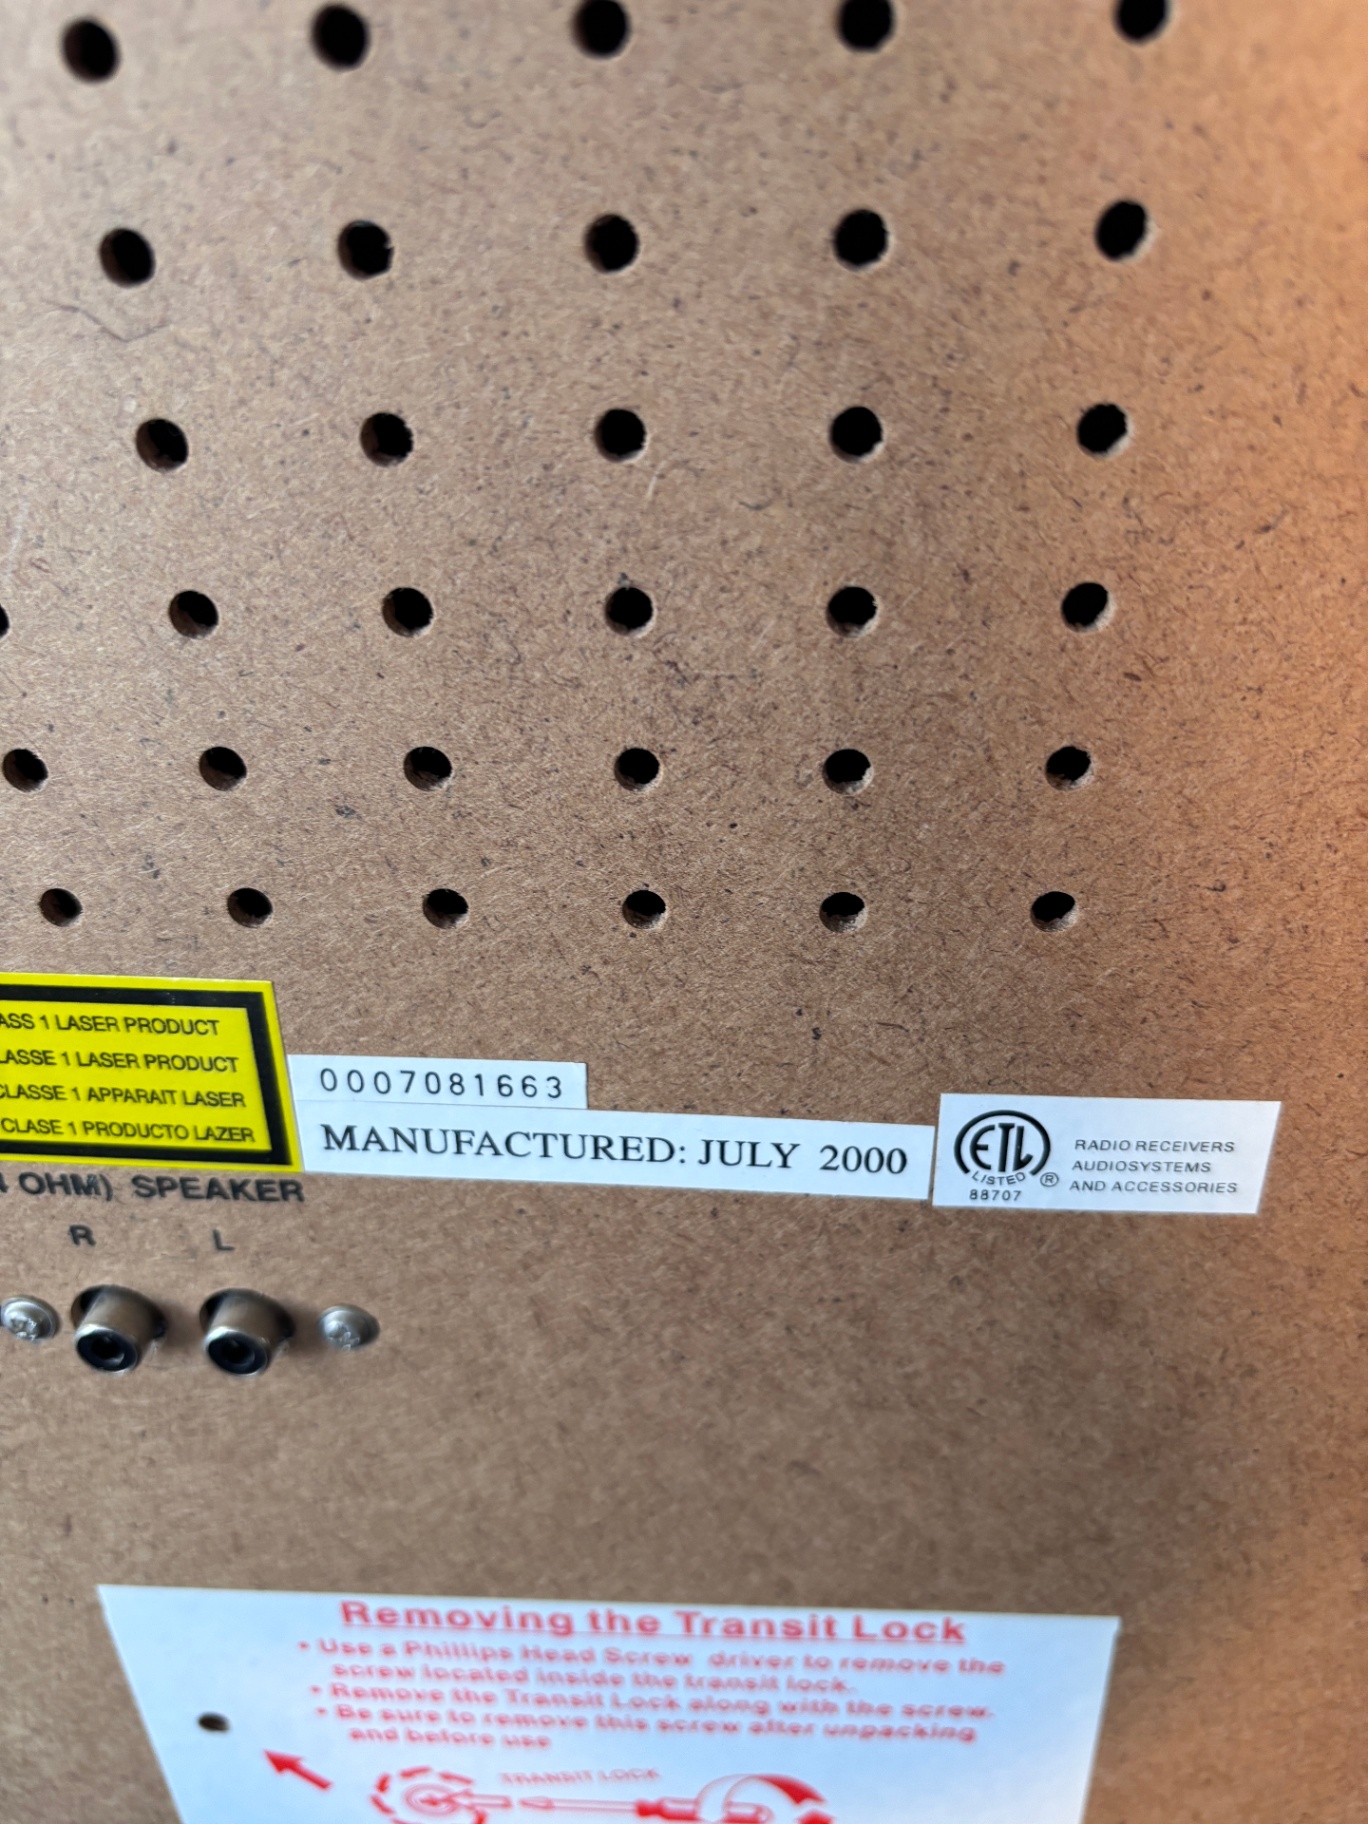 ASS 1 LASER PRODUCT
LASSE 1 LASER PRODUCT
CLASSE 1 APPARAIT LASER
CLASE 1 PRODUCTO LAZER
0007081663
MANUFACTURED: JULY 2000
ETL
LISTED
®
88707
RADIO RECEIVERS
AUDIOSYSTEMS
AND ACCESSORIES
OHM) SPEAKER
R L
Removing the Transit Lock
• Use a Phillips Head Screw driver to remove the
screw located inside the transit lock.
• Remove the Transit Lock along with the screw.
• Be sure to remove this screw after unpacking
and before use
TRANSIT LOCK